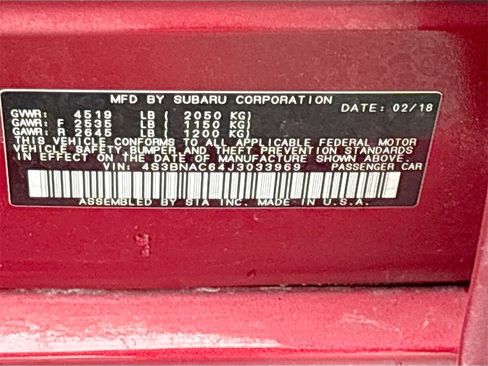 MFD BY SUBARU CORPORATION DATE: 02/18
GVWR: 4519 LB ( 2050 KG)
GAWR: F 2535 LB ( 1150 KG)
GAWR: R 2645 LB ( 1200 KG)
THIS VEHICLE CONFORMS TO ALL APPLICABLE FEDERAL MOTOR
VEHICLE SAFETY, BUMPER AND THEFT PREVENTION STANDARDS
IN EFFECT ON THE DATE OF MANUFACTURE SHOWN ABOVE.
VIN: 4S3BNAC64J3033969 PASSENGER CAR
ASSEMBLED BY SIA INC. MADE IN U.S.A.